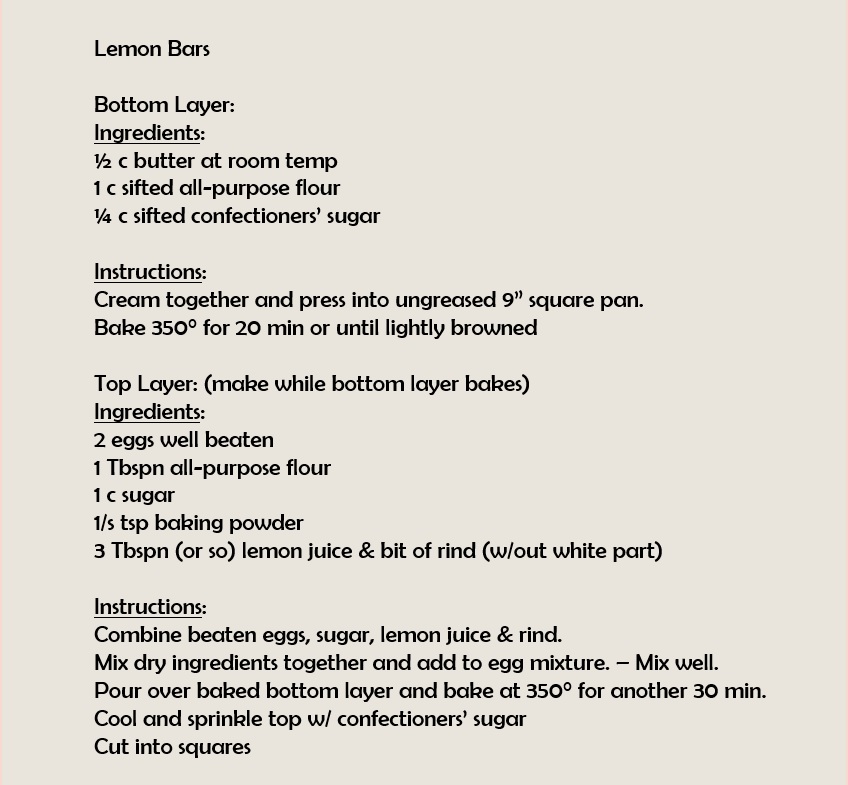 Lemon Bars
Bottom Layer:
Ingredients:
½ c butter at room temp
1 c sifted all-purpose flour
¼ c sifted confectioners’ sugar
Instructions:
Cream together and press into ungreased 9” square pan.
Bake 350° for 20 min or until lightly browned
Top Layer: (make while bottom layer bakes)
Ingredients:
2 eggs well beaten
1 Tbspn all-purpose flour
1 c sugar
1/s tsp baking powder
3 Tbspn (or so) lemon juice & bit of rind (w/out white part)
Instructions:
Combine beaten eggs, sugar, lemon juice & rind.
Mix dry ingredients together and add to egg mixture. – Mix well.
Pour over baked bottom layer and bake at 350° for another 30 min.
Cool and sprinkle top w/ confectioners’ sugar
Cut into squares